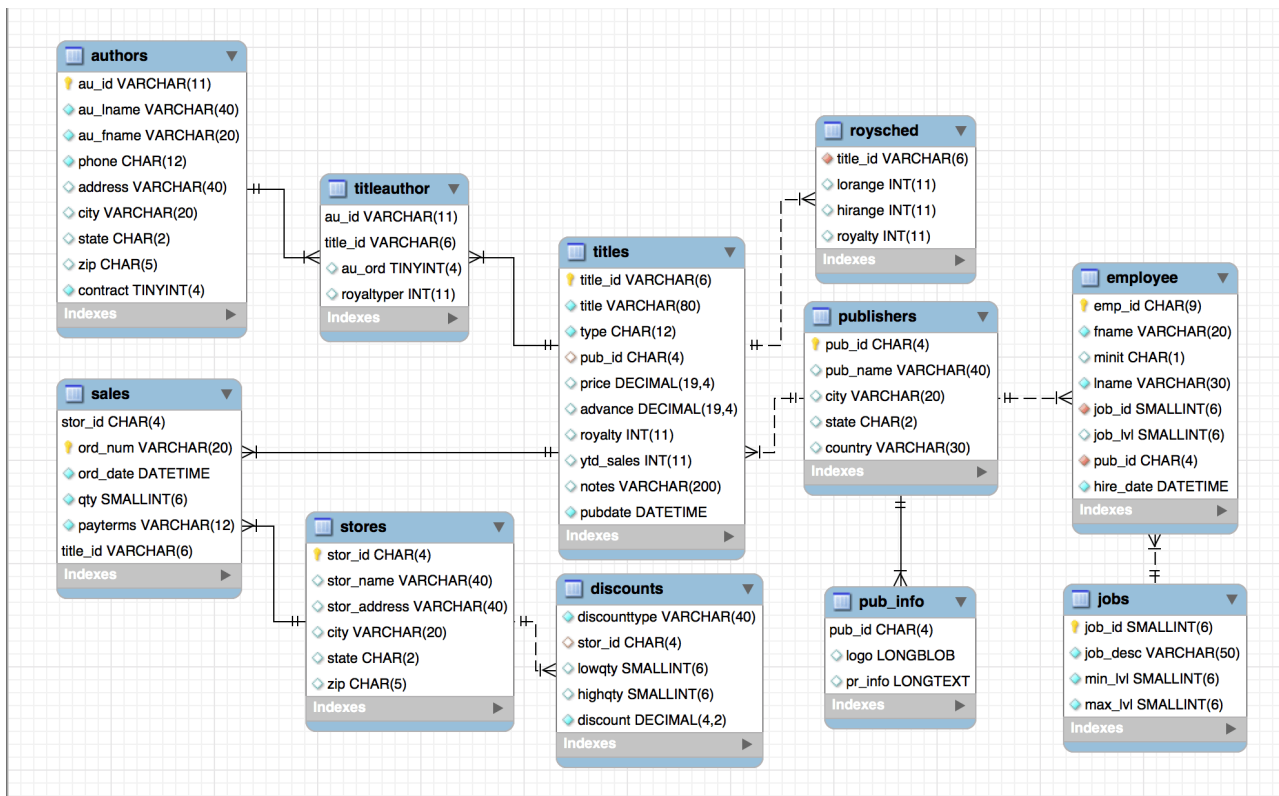 authors
au_id VARCHAR(11)
au_lname VARCHAR(40)
au_fname VARCHAR(20)
phone CHAR(12)
address VARCHAR(40)
city VARCHAR(20)
state CHAR(2)
zip CHAR(5)
contract TINYINT(4)
Indexes
titleauthor
au_id VARCHAR(11)
title_id VARCHAR(6)
au_ord TINYINT(4)
royaltyper INT(11)
Indexes
titles
title_id VARCHAR(6)
title VARCHAR(80)
type CHAR(12)
pub_id CHAR(4)
price DECIMAL(19,4)
advance DECIMAL(19,4)
royalty INT(11)
ytd_sales INT(11)
notes VARCHAR(200)
pubdate DATETIME
Indexes
roysched
title_id VARCHAR(6)
lorange INT(11)
hirange INT(11)
royalty INT(11)
Indexes
publishers
pub_id CHAR(4)
pub_name VARCHAR(40)
city VARCHAR(20)
state CHAR(2)
country VARCHAR(30)
Indexes
employee
emp_id CHAR(9)
fname VARCHAR(20)
minit CHAR(1)
lname VARCHAR(30)
job_id SMALLINT(6)
job_lvl SMALLINT(6)
pub_id CHAR(4)
hire_date DATETIME
Indexes
sales
stor_id CHAR(4)
ord_num VARCHAR(20)
ord_date DATETIME
qty SMALLINT(6)
payterms VARCHAR(12)
title_id VARCHAR(6)
Indexes
stores
stor_id CHAR(4)
stor_name VARCHAR(40)
stor_address VARCHAR(40)
city VARCHAR(20)
state CHAR(2)
zip CHAR(5)
Indexes
discounts
discounttype VARCHAR(40)
stor_id CHAR(4)
lowqty SMALLINT(6)
highqty SMALLINT(6)
discount DECIMAL(4,2)
Indexes
pub_info
pub_id CHAR(4)
logo LONGBLOB
pr_info LONGTEXT
Indexes
jobs
job_id SMALLINT(6)
job_desc VARCHAR(50)
min_lvl SMALLINT(6)
max_lvl SMALLINT(6)
Indexes